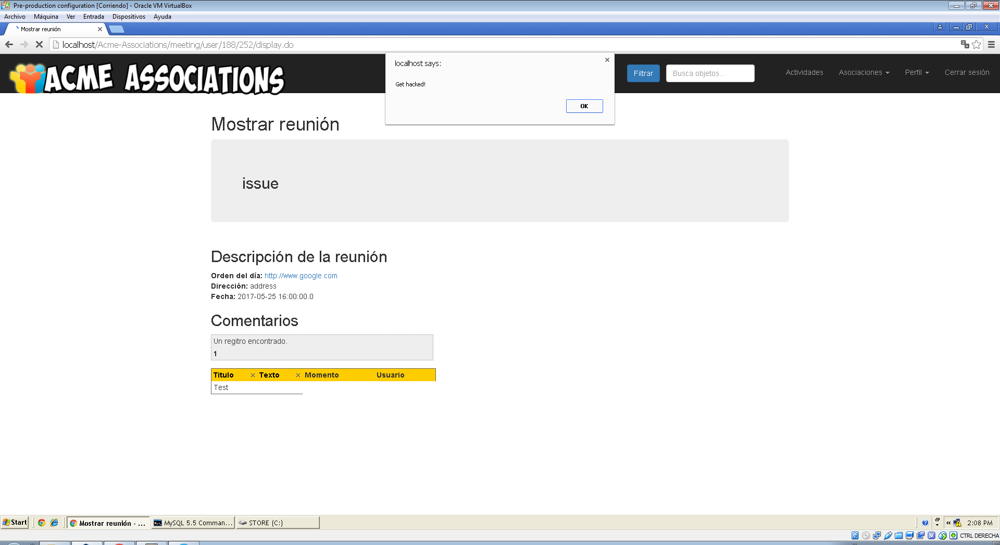 Pre-production configuration [Corriendo] - Oracle VM VirtualBox
Archivo Máquina Ver Entrada Dispositivos Ayuda
Mostrar reunión
localhost/Acme-Associations/meeting/user/188/252/display.do
ACME ASSOCIATIONS
localhost says:
Get hacked!
OK
Filtrar
Busca objetos...
Actividades
Asociaciones
Perfil
Cerrar sesión
Mostrar reunión
issue
Descripción de la reunión
Orden del día: http://www.google.com
Dirección: address
Fecha: 2017-05-25 16:00:00.0
Comentarios
Un regitro encontrado.
1
Titulo Texto Momento Usuario
Test
Start
Mostrar reunión - ...
MySQL 5.5 Comman...
STORE (C:)
2:08 PM
CTRL DERECHA